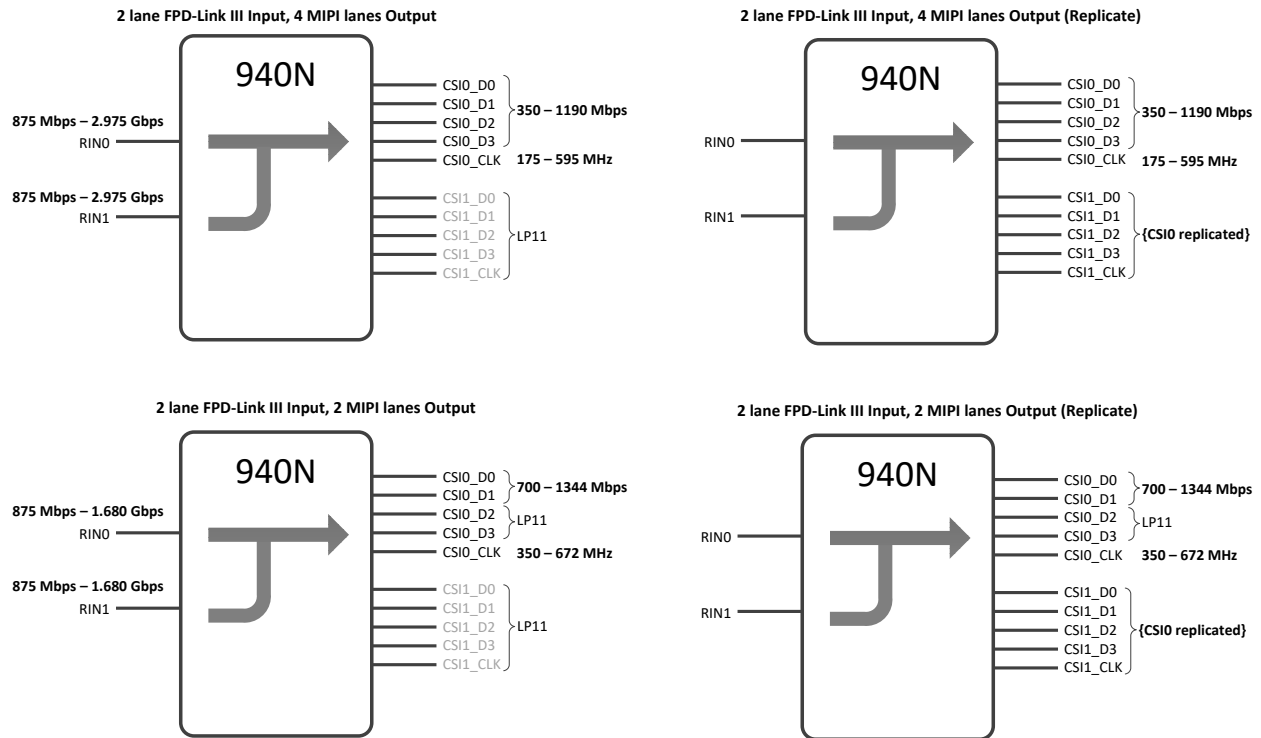 2 lane FPD-Link III Input, 4 MIPI lanes Output
940N
875 Mbps – 2.975 Gbps
RIN0
875 Mbps – 2.975 Gbps
RIN1
CSI0_D0
CSI0_D1
CSI0_D2
CSI0_D3
350 – 1190 Mbps
CSI0_CLK 175 – 595 MHz
CSI1_D0
CSI1_D1
CSI1_D2
CSI1_D3
CSI1_CLK
LP11
2 lane FPD-Link III Input, 4 MIPI lanes Output (Replicate)
940N
RIN0
RIN1
CSI0_D0
CSI0_D1
CSI0_D2
CSI0_D3
350 – 1190 Mbps
CSI0_CLK 175 – 595 MHz
CSI1_D0
CSI1_D1
CSI1_D2
CSI1_D3
CSI1_CLK
{CSI0 replicated}
2 lane FPD-Link III Input, 2 MIPI lanes Output
940N
875 Mbps – 1.680 Gbps
RIN0
875 Mbps – 1.680 Gbps
RIN1
CSI0_D0
CSI0_D1
700 – 1344 Mbps
CSI0_D2
CSI0_D3
LP11
CSI0_CLK 350 – 672 MHz
CSI1_D0
CSI1_D1
CSI1_D2
CSI1_D3
CSI1_CLK
LP11
2 lane FPD-Link III Input, 2 MIPI lanes Output (Replicate)
940N
RIN0
RIN1
CSI0_D0
CSI0_D1
700 – 1344 Mbps
CSI0_D2
CSI0_D3
LP11
CSI0_CLK 350 – 672 MHz
CSI1_D0
CSI1_D1
CSI1_D2
CSI1_D3
CSI1_CLK
{CSI0 replicated}